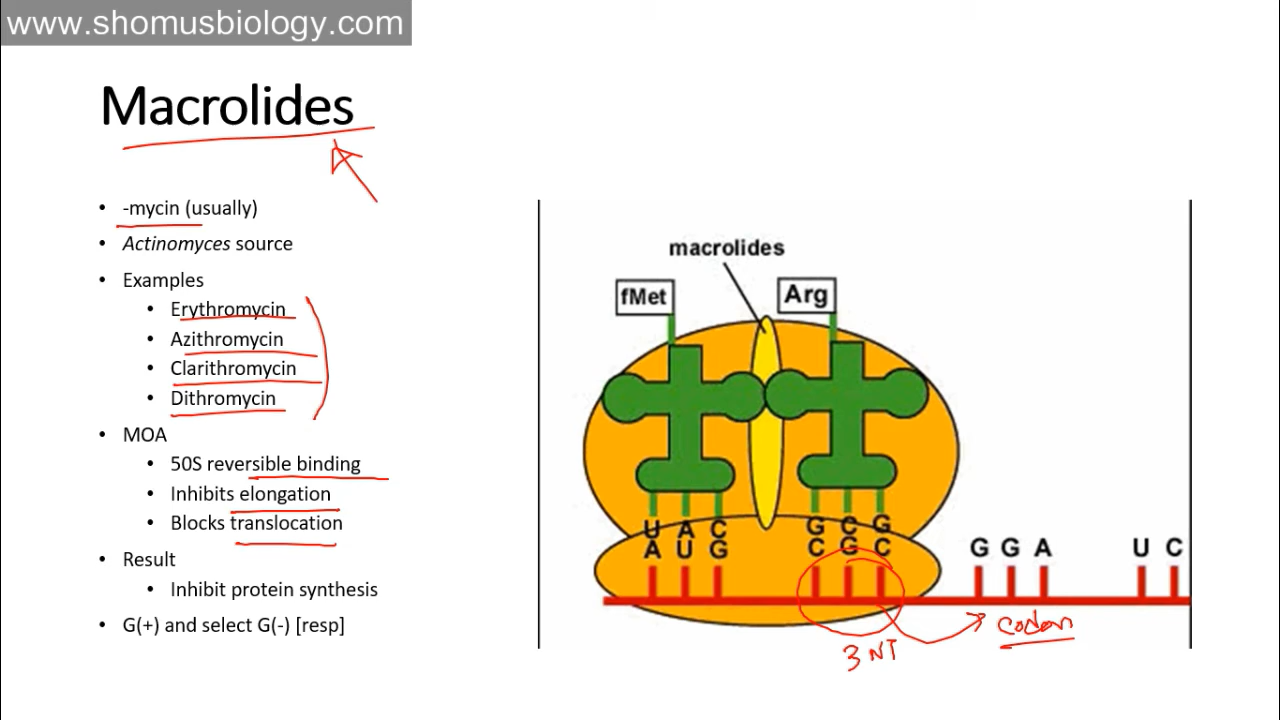 www.shomusbiology.com
Macrolides
• -mycin (usually)
• Actinomyces source
• Examples
• Erythromycin
• Azithromycin
• Clarithromycin
• Dithromycin
• MOA
• 50S reversible binding
• Inhibits elongation
• Blocks translocation
• Result
• Inhibit protein synthesis
• G(+) and select G(-) [resp]
macrolides
fMet
Arg
U A C G C G
A U G C G C G G A U C
codon
3 NT